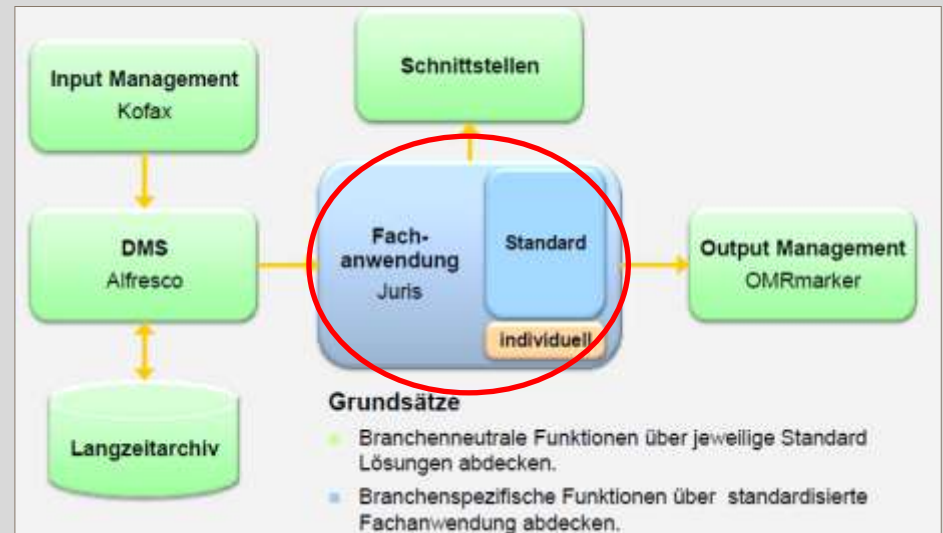 Input Management
Kofax
Schnittstellen
DMS
Alfresco
Fach-
anwendung
Juris
Standard
individuell
Output Management
OMRmarker
Langzeitarchiv
Grundsätze
Branchenneutrale Funktionen über jeweilige Standard
Lösungen abdecken.
Branchenspezifische Funktionen über standardisierte
Fachanwendung abdecken.